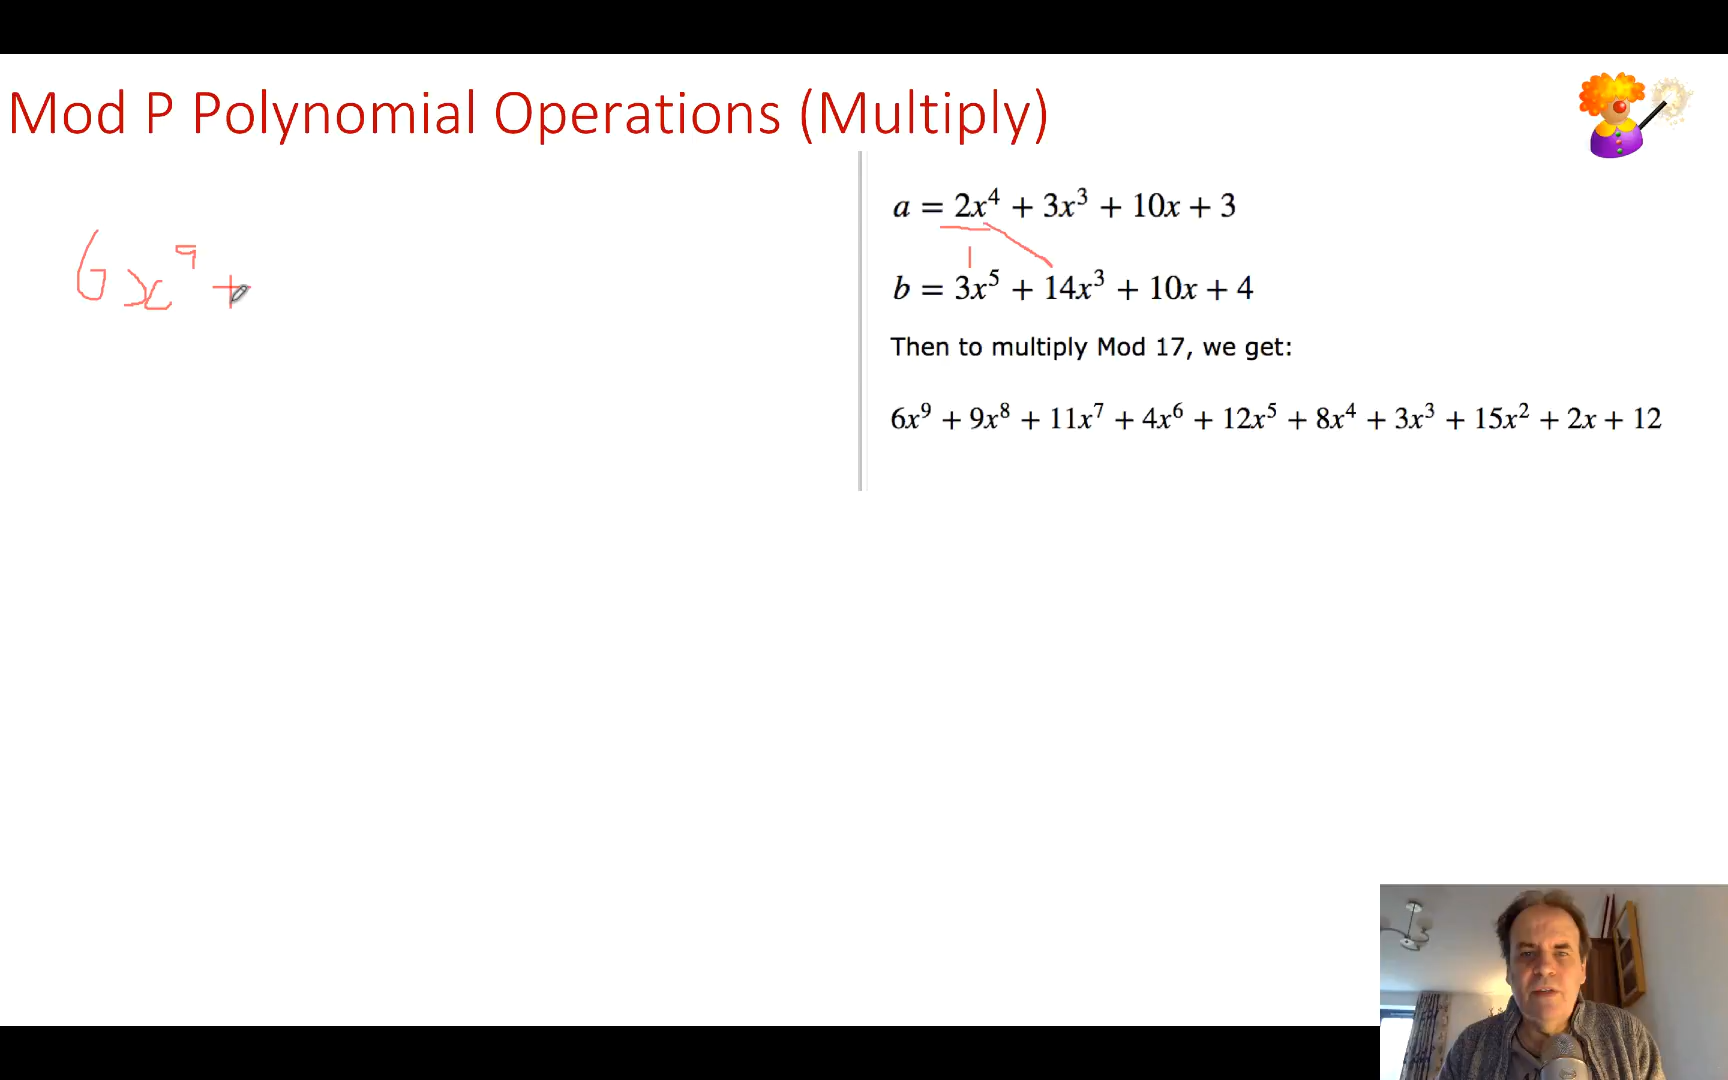 Mod P Polynomial Operations (Multiply)
6x⁹ +
a = 2x⁴ + 3x³ + 10x + 3
b = 3x⁵ + 14x³ + 10x + 4
Then to multiply Mod 17, we get:
6x⁹ + 9x⁸ + 11x⁷ + 4x⁶ + 12x⁵ + 8x⁴ + 3x³ + 15x² + 2x + 12